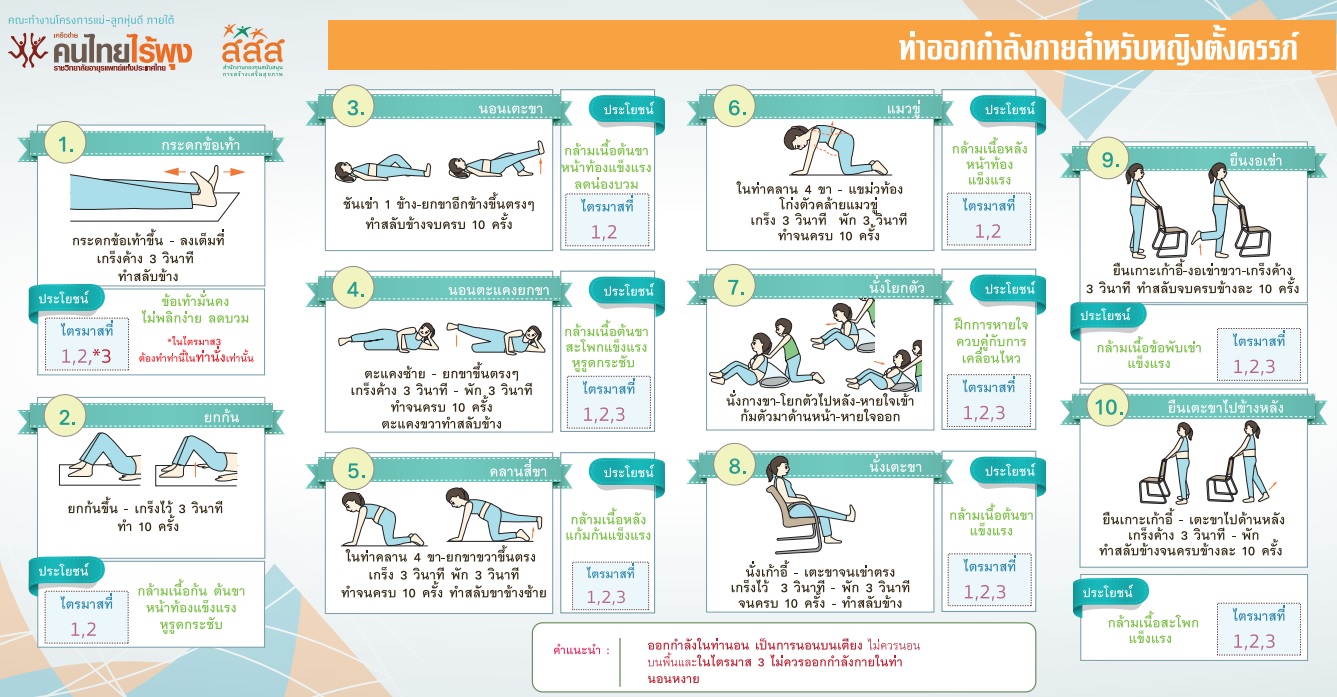 คณะทำงานโครงการแม่-ลูกหุ่นดี ภายใต้
เครือข่าย
คนไทยไร้พุง
ราชวิทยาลัยอายุรแพทย์แห่งประเทศไทย
สสส
สำนักงานกองทุนสนับสนุน
การสร้างเสริมสุขภาพ
ท่าออกกำลังกายสำหรับหญิงตั้งครรภ์
1.
กระดกข้อเท้า
กระดกข้อเท้าขึ้น - ลงเต็มที่
เกร็งค้าง 3 วินาที
ทำสลับข้าง
ประโยชน์
ข้อเท้ามั่นคง
ไม่พลิกง่าย ลดบวม
ไตรมาสที่
1,2,*3
*ในไตรมาส3
ต้องทำท่านี้ในท่านั่งเท่านั้น
2.
ยกก้น
ยกก้นขึ้น - เกร็งไว้ 3 วินาที
ทำ 10 ครั้ง
ประโยชน์
กล้ามเนื้อก้น ต้นขา
หน้าท้องแข็งแรง
หูรูดกระชับ
ไตรมาสที่
1,2
3.
นอนเตะขา
ชันเข่า 1 ข้าง-ยกขาอีกข้างขึ้นตรงๆ
ทำสลับข้างจนครบ 10 ครั้ง
ประโยชน์
กล้ามเนื้อต้นขา
หน้าท้องแข็งแรง
ลดน่องบวม
ไตรมาสที่
1,2
4.
นอนตะแคงยกขา
ตะแคงซ้าย - ยกขาขึ้นตรงๆ
เกร็งค้าง 3 วินาที - พัก 3 วินาที
ทำจนครบ 10 ครั้ง
ตะแคงขวาทำสลับข้าง
ประโยชน์
กล้ามเนื้อต้นขา
สะโพกแข็งแรง
หูรูดกระชับ
ไตรมาสที่
1,2,3
5.
คลานสี่ขา
ในท่าคลาน 4 ขา-ยกขาขวาขึ้นตรง
เกร็ง 3 วินาที พัก 3 วินาที
ทำจนครบ 10 ครั้ง ทำสลับขาข้างซ้าย
ประโยชน์
กล้ามเนื้อหลัง
แก้มก้นแข็งแรง
ไตรมาสที่
1,2,3
6.
แมวขู่
ในท่าคลาน 4 ขา - แขม่วท้อง
โก่งตัวคล้ายแมวขู่
เกร็ง 3 วินาที พัก 3 วินาที
ทำจนครบ 10 ครั้ง
ประโยชน์
กล้ามเนื้อหลัง
หน้าท้อง
แข็งแรง
ไตรมาสที่
1,2
7.
นั่งโยกตัว
นั่งกางขา-โยกตัวไปหลัง-หายใจเข้า
ก้มตัวมาด้านหน้า-หายใจออก
ประโยชน์
ฝึกการหายใจ
ควบคู่กับการ
เคลื่อนไหว
ไตรมาสที่
1,2,3
8.
นั่งเตะขา
นั่งเก้าอี้ - เตะขาจนเข่าตรง
เกร็งไว้ 3 วินาที - พัก 3 วินาที
จนครบ 10 ครั้ง - ทำสลับข้าง
ประโยชน์
กล้ามเนื้อต้นขา
แข็งแรง
ไตรมาสที่
1,2,3
9.
ยืนงอเข่า
ยืนเกาะเก้าอี้-งอเข่าขวา-เกร็งค้าง
3 วินาที ทำสลับจนครบข้างละ 10 ครั้ง
ประโยชน์
กล้ามเนื้อข้อพับเข่า
แข็งแรง
ไตรมาสที่
1,2,3
10.
ยืนเตะขาไปข้างหลัง
ยืนเกาะเก้าอี้ - เตะขาไปด้านหลัง
เกร็งค้าง 3 วินาที - พัก
ทำสลับข้างจนครบข้างละ 10 ครั้ง
ประโยชน์
กล้ามเนื้อสะโพก
แข็งแรง
ไตรมาสที่
1,2,3
คำแนะนำ :
ออกกำลังในท่านอน เป็นการนอนบนเตียง ไม่ควรนอน
บนพื้นและในไตรมาส 3 ไม่ควรออกกำลังกายในท่า
นอนหงาย